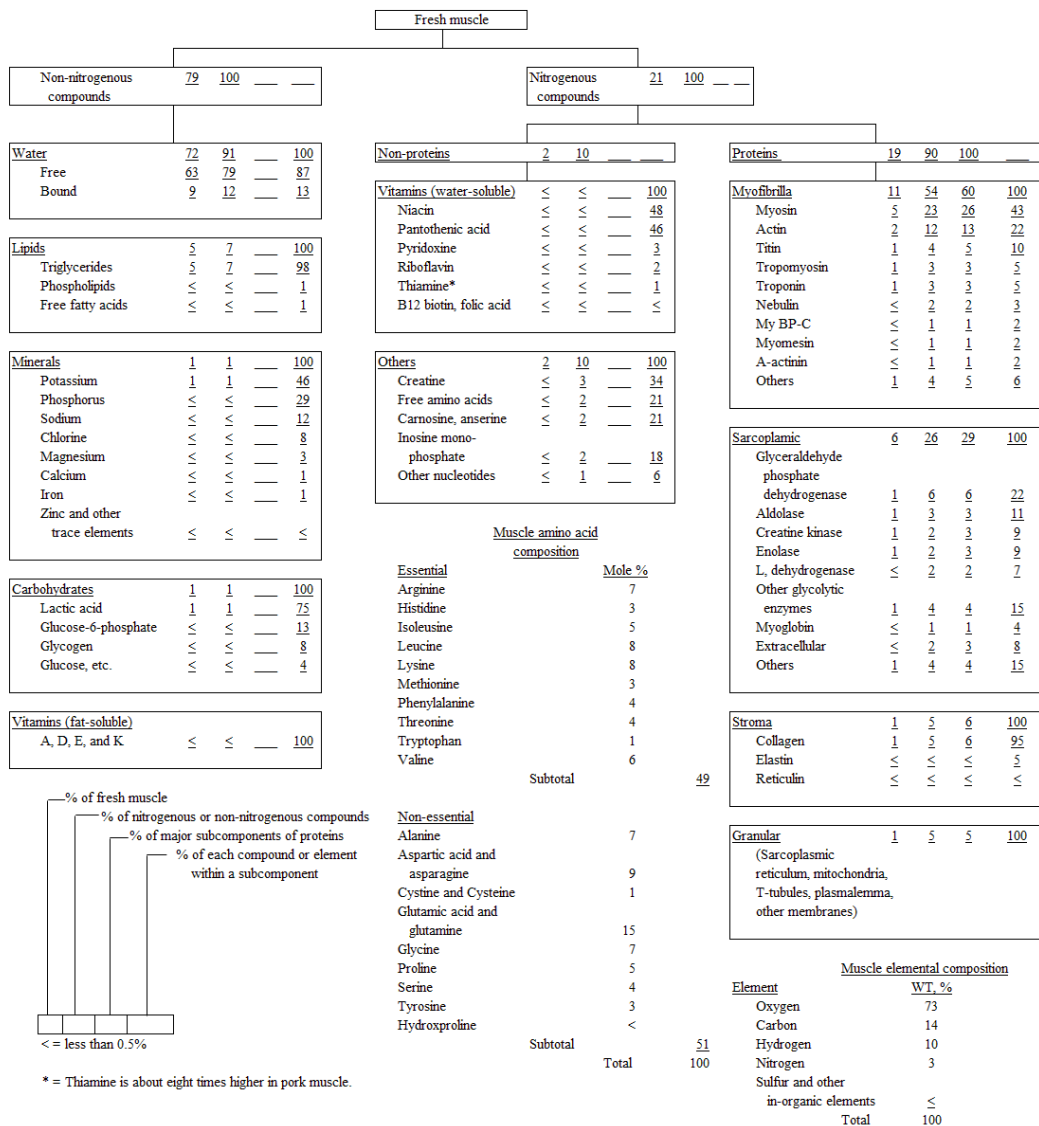 Fresh muscle
Non-nitrogenous 79 100 ___ ___
compounds
Nitrogenous 21 100 __ __
compounds
Water 72 91 ___ 100
Free 63 79 ___ 87
Bound 9 12 ___ 13
Lipids 5 7 ___ 100
Triglycerides 5 7 ___ 98
Phospholipids < < ___ 1
Free fatty acids < < ___ 1
Minerals 1 1 ___ 100
Potassium 1 1 ___ 46
Phosphorus < < ___ 29
Sodium < < ___ 12
Chlorine < < ___ 8
Magnesium < < ___ 3
Calcium < < ___ 1
Iron < < ___ 1
Zinc and other
trace elements < < ___ <
Carbohydrates 1 1 ___ 100
Lactic acid 1 1 ___ 75
Glucose-6-phosphate < < ___ 13
Glycogen < < ___ 8
Glucose, etc. < < ___ 4
Vitamins (fat-soluble)
A, D, E, and K < < ___ 100
% of fresh muscle
% of nitrogenous or non-nitrogenous compounds
% of major subcomponents of proteins
% of each compound or element
within a subcomponent
< = less than 0.5%
* = Thiamine is about eight times higher in pork muscle.
Non-proteins 2 10 ___ ___
Vitamins (water-soluble) < < ___ 100
Niacin < < ___ 48
Pantothenic acid < < ___ 46
Pyridoxine < < ___ 3
Riboflavin < < ___ 2
Thiamine* < < ___ 1
B12 biotin, folic acid < < ___ <
Others 2 10 ___ 100
Creatine < 3 ___ 34
Free amino acids < 2 ___ 21
Carnosine, anserine < 2 ___ 21
Inosine mono-
phosphate < 2 ___ 18
Other nucleotides < 1 ___ 6
Muscle amino acid
composition
Essential Mole %
Arginine 7
Histidine 3
Isoleusine 5
Leucine 8
Lysine 8
Methionine 3
Phenylalanine 4
Threonine 4
Tryptophan 1
Valine 6
Subtotal 49
Non-essential
Alanine 7
Aspartic acid and
asparagine 9
Cystine and Cysteine 1
Glutamic acid and
glutamine 15
Glycine 7
Proline 5
Serine 4
Tyrosine 3
Hydroxproline <
Subtotal 51
Total 100
Proteins 19 90 100 ___
Myofibrilla 11 54 60 100
Myosin 5 23 26 43
Actin 2 12 13 22
Titin 1 4 5 10
Tropomyosin 1 3 3 5
Troponin 1 3 3 5
Nebulin < 2 2 3
My BP-C < 1 1 2
Myomesin < 1 1 2
A-actinin < 1 1 2
Others 1 4 5 6
Sarcoplamic 6 26 29 100
Glyceraldehyde
phosphate
dehydrogenase 1 6 6 22
Aldolase 1 3 3 11
Creatine kinase 1 2 3 9
Enolase 1 2 3 9
L, dehydrogenase < 2 2 7
Other glycolytic
enzymes 1 4 4 15
Myoglobin < 1 1 4
Extracellular < 2 3 8
Others 1 4 4 15
Stroma 1 5 6 100
Collagen 1 5 6 95
Elastin < < < 5
Reticulin < < < <
Granular 1 5 5 100
(Sarcoplasmic
reticulum, mitochondria,
T-tubules, plasmalemma,
other membranes)
Muscle elemental composition
Element WT, %
Oxygen 73
Carbon 14
Hydrogen 10
Nitrogen 3
Sulfur and other
in-organic elements <
Total 100